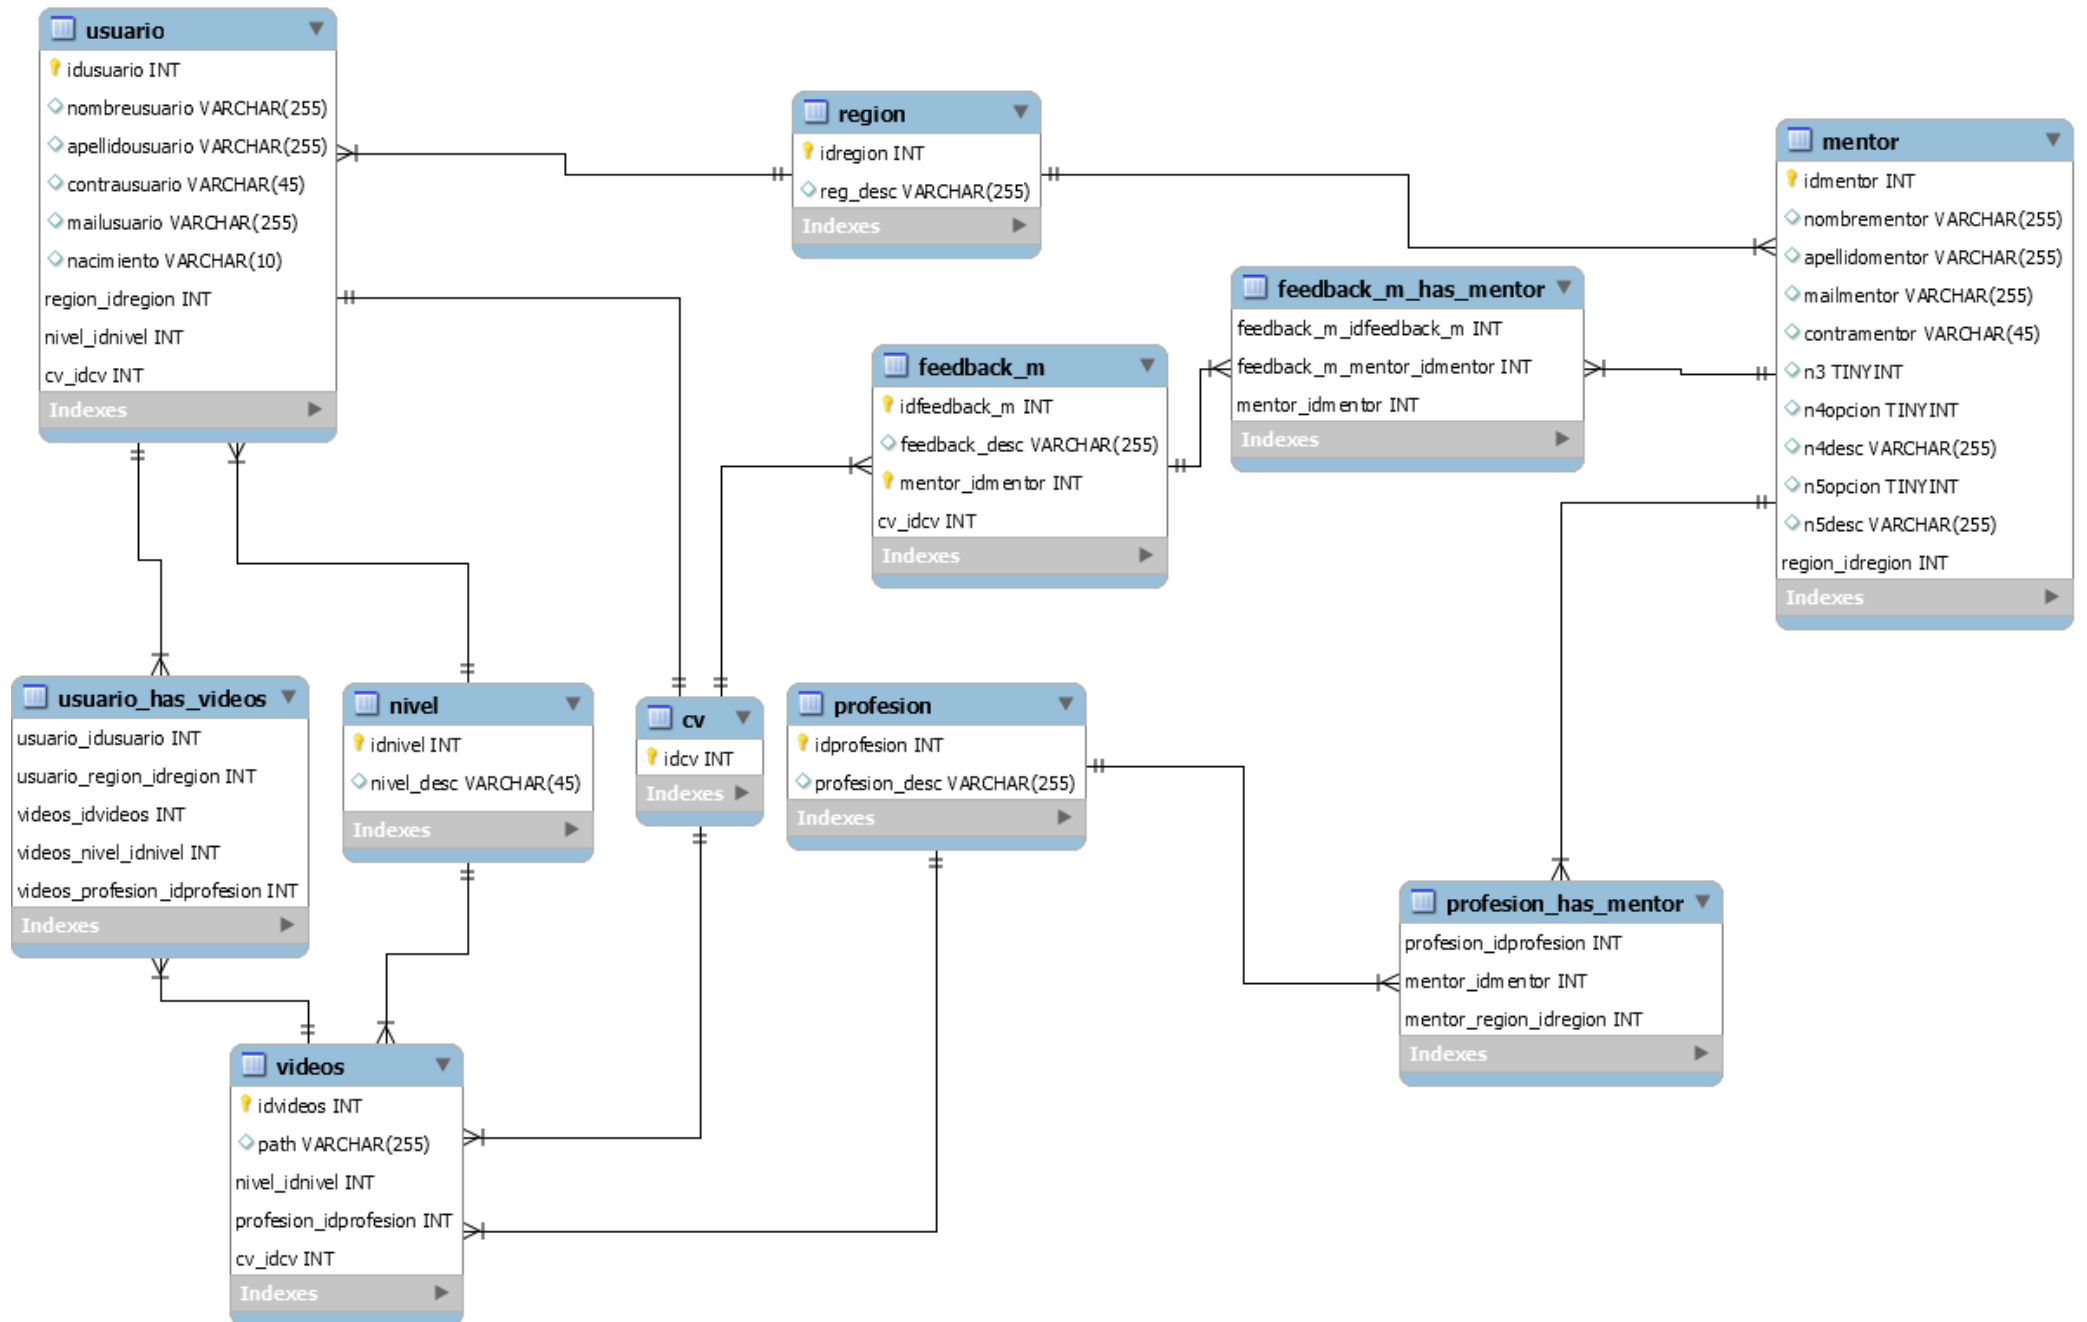 usuario
idusuario INT
nombreusuario VARCHAR(255)
apellidousuario VARCHAR(255)
contrausuario VARCHAR(45)
mailusuario VARCHAR(255)
nacimiento VARCHAR(10)
region_idregion INT
nivel_idnivel INT
cv_idcv INT
Indexes
region
idregion INT
reg_desc VARCHAR(255)
Indexes
mentor
idmentor INT
nombrementor VARCHAR(255)
apellidomentor VARCHAR(255)
mailmentor VARCHAR(255)
contramentor VARCHAR(45)
n3 TINYINT
n4opcion TINYINT
n4desc VARCHAR(255)
n5opcion TINYINT
n5desc VARCHAR(255)
region_idregion INT
Indexes
feedback_m_has_mentor
feedback_m_idfeedback_m INT
feedback_m_mentor_idmentor INT
mentor_idmentor INT
Indexes
feedback_m
idfeedback_m INT
feedback_desc VARCHAR(255)
mentor_idmentor INT
cv_idcv INT
Indexes
usuario_has_videos
usuario_idusuario INT
usuario_region_idregion INT
videos_idvideos INT
videos_nivel_idnivel INT
videos_profesion_idprofesion INT
Indexes
nivel
idnivel INT
nivel_desc VARCHAR(45)
Indexes
cv
idcv INT
Indexes
profesion
idprofesion INT
profesion_desc VARCHAR(255)
Indexes
profesion_has_mentor
profesion_idprofesion INT
mentor_idmentor INT
mentor_region_idregion INT
Indexes
videos
idvideos INT
path VARCHAR(255)
nivel_idnivel INT
profesion_idprofesion INT
cv_idcv INT
Indexes